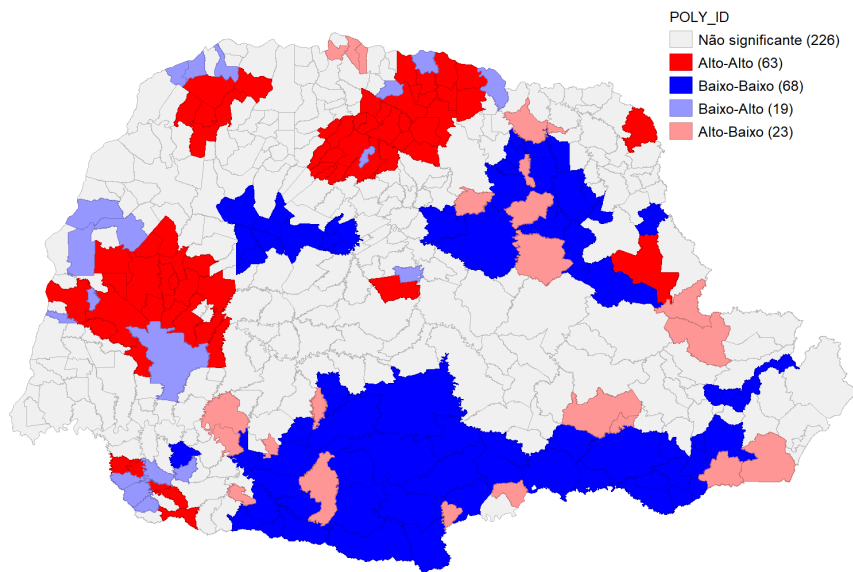 POLY_ID
Não significante (226)
Alto-Alto (63)
Baixo-Baixo (68)
Baixo-Alto (19)
Alto-Baixo (23)